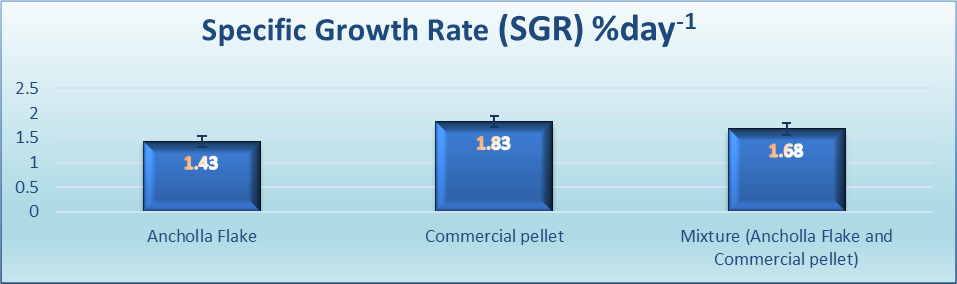 Specific Growth Rate (SGR) %day-1
2.5
2
1.5
1
0.5
0
1.43
1.83
1.68
Ancholla Flake
Commercial pellet
Mixture (Ancholla Flake and
Commercial pellet)